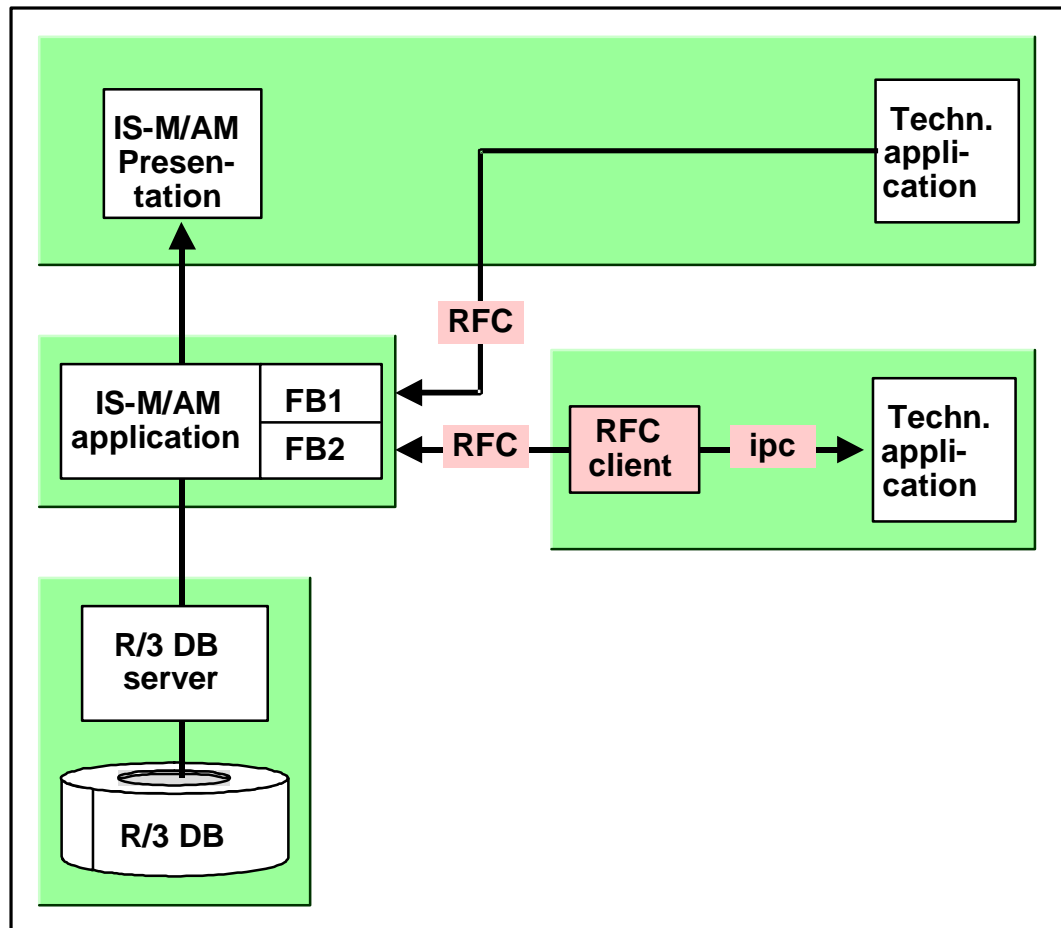 IS-M/AM
Presen-
tation
Techn.
appli-
cation
RFC
IS-M/AM
application
FB1
FB2
RFC
RFC
client
ipc
Techn.
appli-
cation
R/3 DB
server
R/3 DB